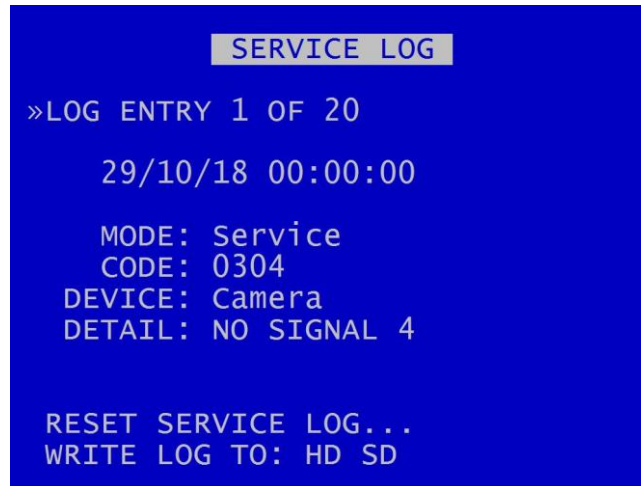 SERVICE LOG
»LOG ENTRY 1 OF 20
29/10/18 00:00:00
MODE: Service
CODE: 0304
DEVICE: Camera
DETAIL: NO SIGNAL 4
RESET SERVICE LOG...
WRITE LOG TO: HD SD